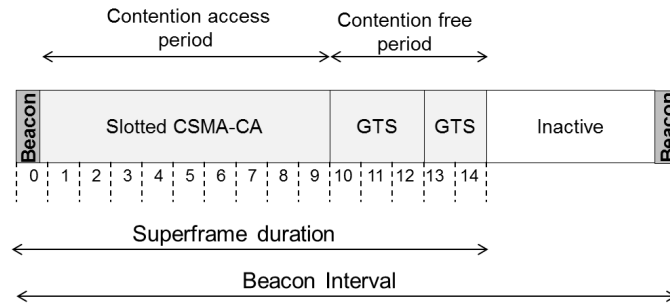 Contention access
period
Contention free
period
Beacon
Slotted CSMA-CA
GTS
GTS
Inactive
Beacon
0 1 2 3 4 5 6 7 8 9 10 11 12 13 14
Superframe duration
Beacon Interval